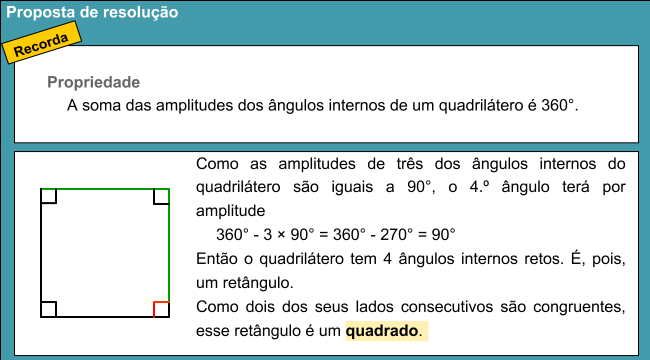 Proposta de resolução
Recorda
Propriedade
A soma das amplitudes dos ângulos internos de um quadrilátero é 360°.
Como as amplitudes de três dos ângulos internos do
quadrilátero são iguais a 90°, o 4.º ângulo terá por
amplitude
360° - 3 × 90° = 360° - 270° = 90°
Então o quadrilátero tem 4 ângulos internos retos. É, pois,
um retângulo.
Como dois dos seus lados consecutivos são congruentes,
esse retângulo é um quadrado.